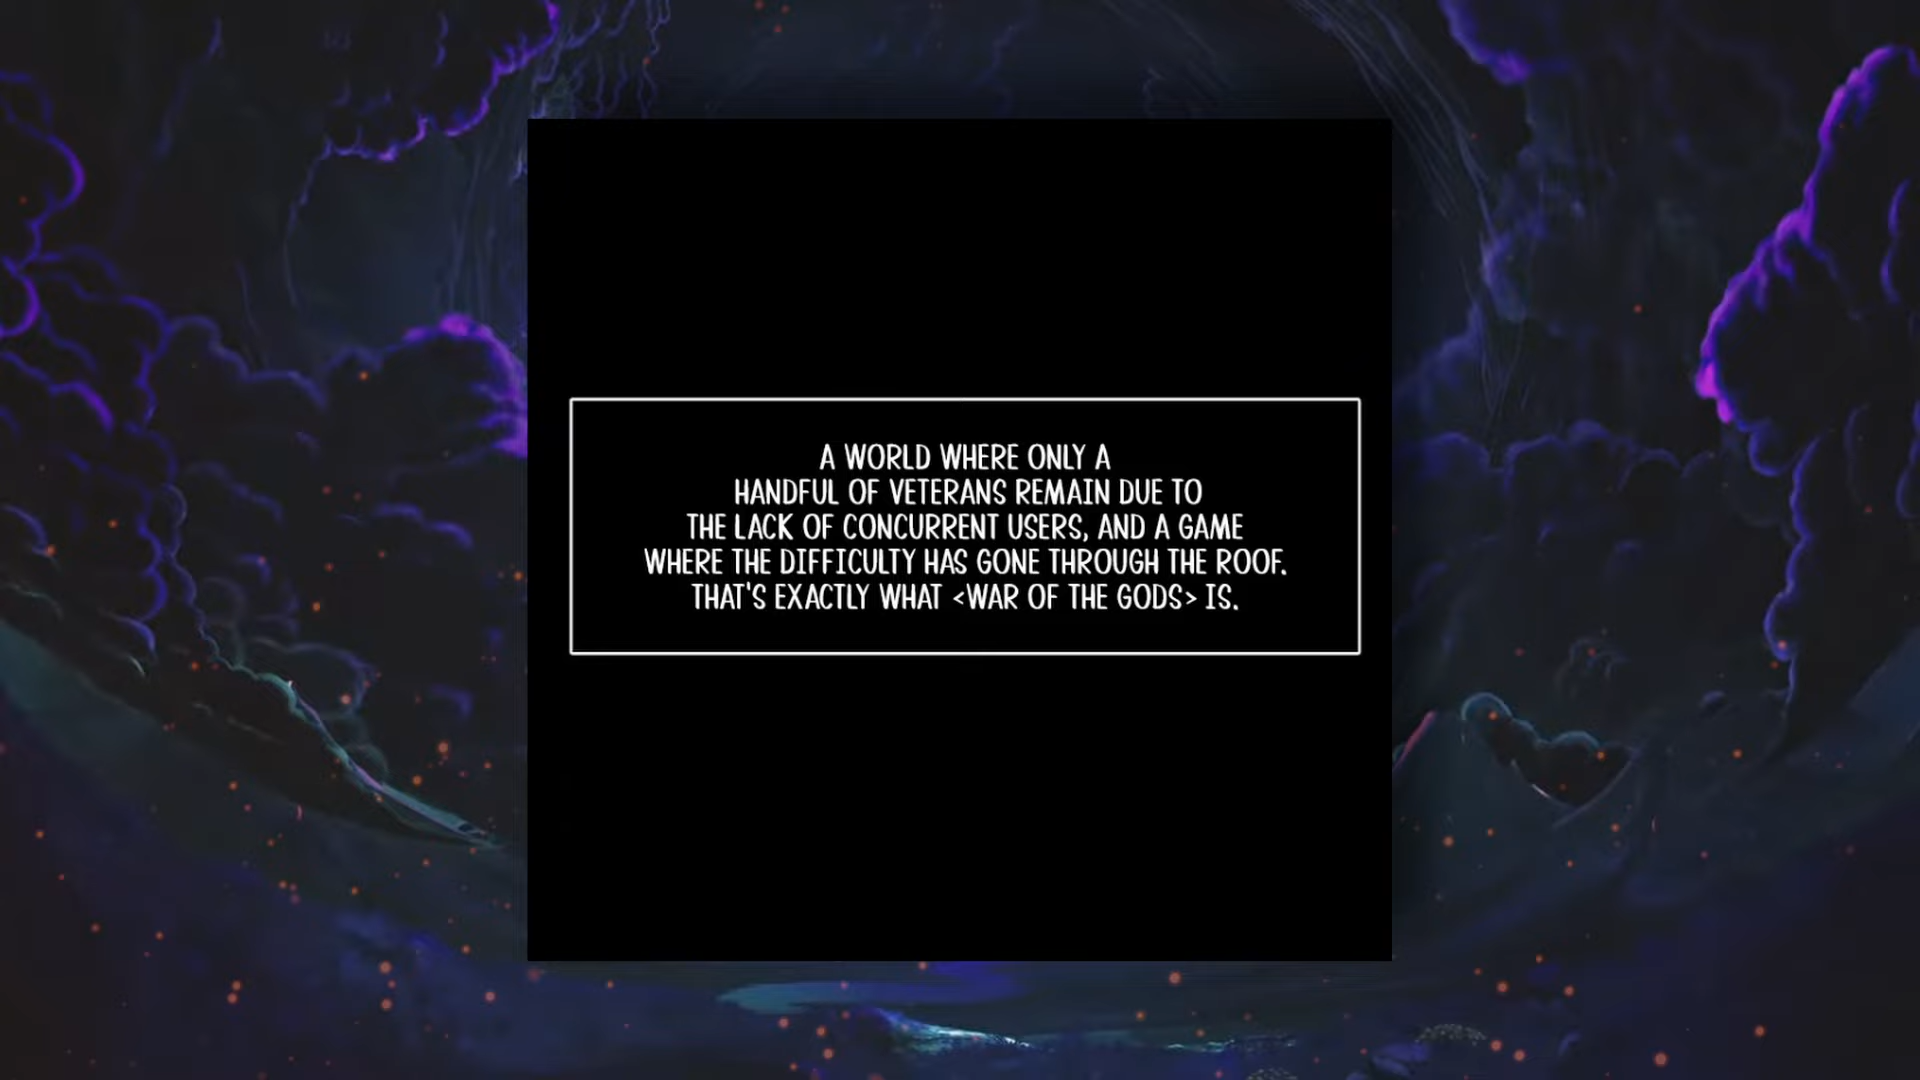 A WORLD WHERE ONLY A
HANDFUL OF VETERANS REMAIN DUE TO
THE LACK OF CONCURRENT USERS, AND A GAME
WHERE THE DIFFICULTY HAS GONE THROUGH THE ROOF.
THAT'S EXACTLY WHAT <WAR OF THE GODS> IS.